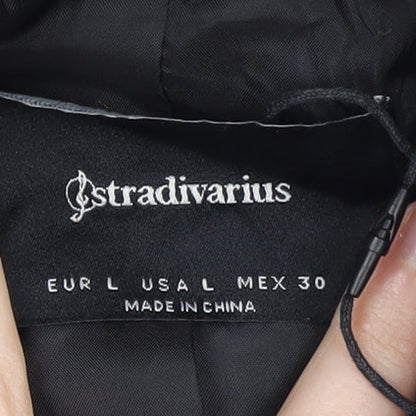 stradivarius
EUR L USA L MEX 30
MADE IN CHINA